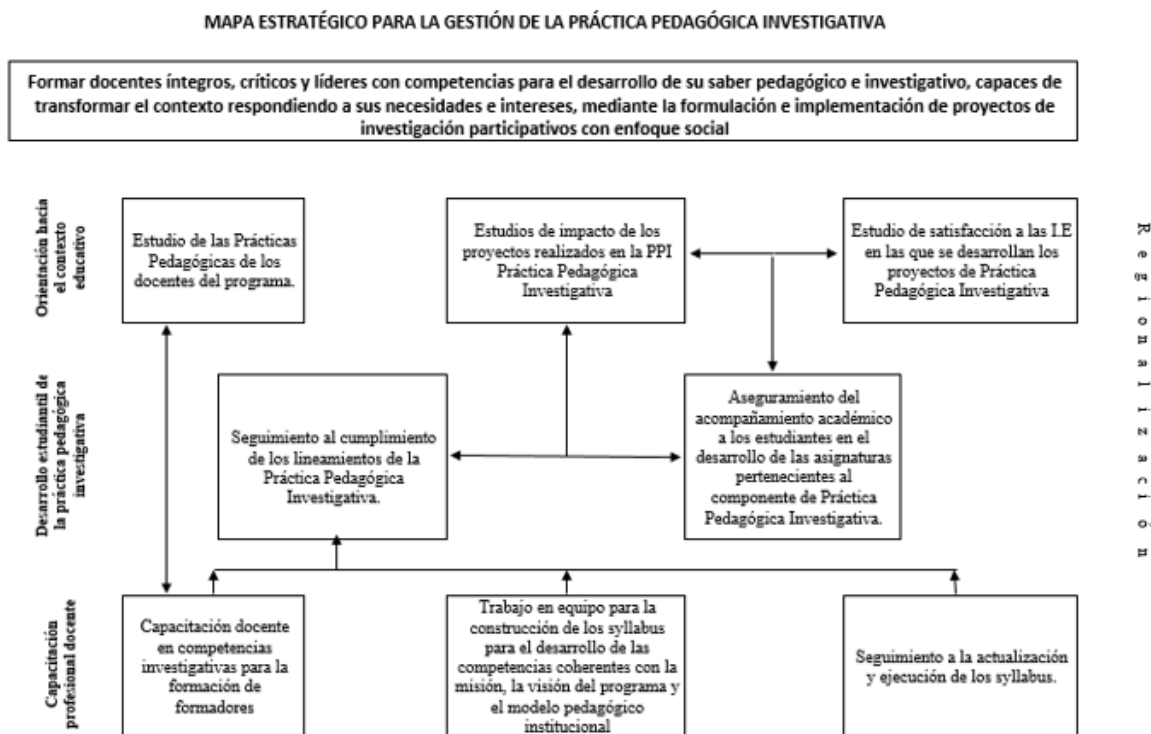 MAPA ESTRATÉGICO PARA LA GESTIÓN DE LA PRÁCTICA PEDAGÓGICA INVESTIGATIVA
Formar docentes íntegros, críticos y líderes con competencias para el desarrollo de su saber pedagógico e investigativo, capaces de
transformar el contexto respondiendo a sus necesidades e intereses, mediante la formulación e implementación de proyectos de
investigación participativos con enfoque social
Orientación hacia
el contexto
educativo
Estudio de las Prácticas
Pedagógicas de los
docentes del programa.
Estudios de impacto de los
proyectos realizados en la PPI
Práctica Pedagógica
Investigativa
Estudio de satisfacción a las I.E
en las que se desarrollan los
proyectos de Práctica
Pedagógica Investigativa
Desarrollo estudiantil de
la práctica pedagógica
investigativa
Seguimiento al cumplimiento
de los lineamientos de la
Práctica Pedagógica
Investigativa.
Aseguramiento del
acompañamiento académico
a los estudiantes en el
desarrollo de las asignaturas
pertenecientes al
componente de Práctica
Pedagógica Investigativa.
Capacitación
profesional docente
Capacitación docente
en competencias
investigativas para la
formación de
formadores
Trabajo en equipo para la
construcción de los syllabus
para el desarrollo de las
competencias coherentes con la
misión, la visión del programa y
el modelo pedagógico
institucional
Seguimiento a la actualización
y ejecución de los syllabus.
Regionalización